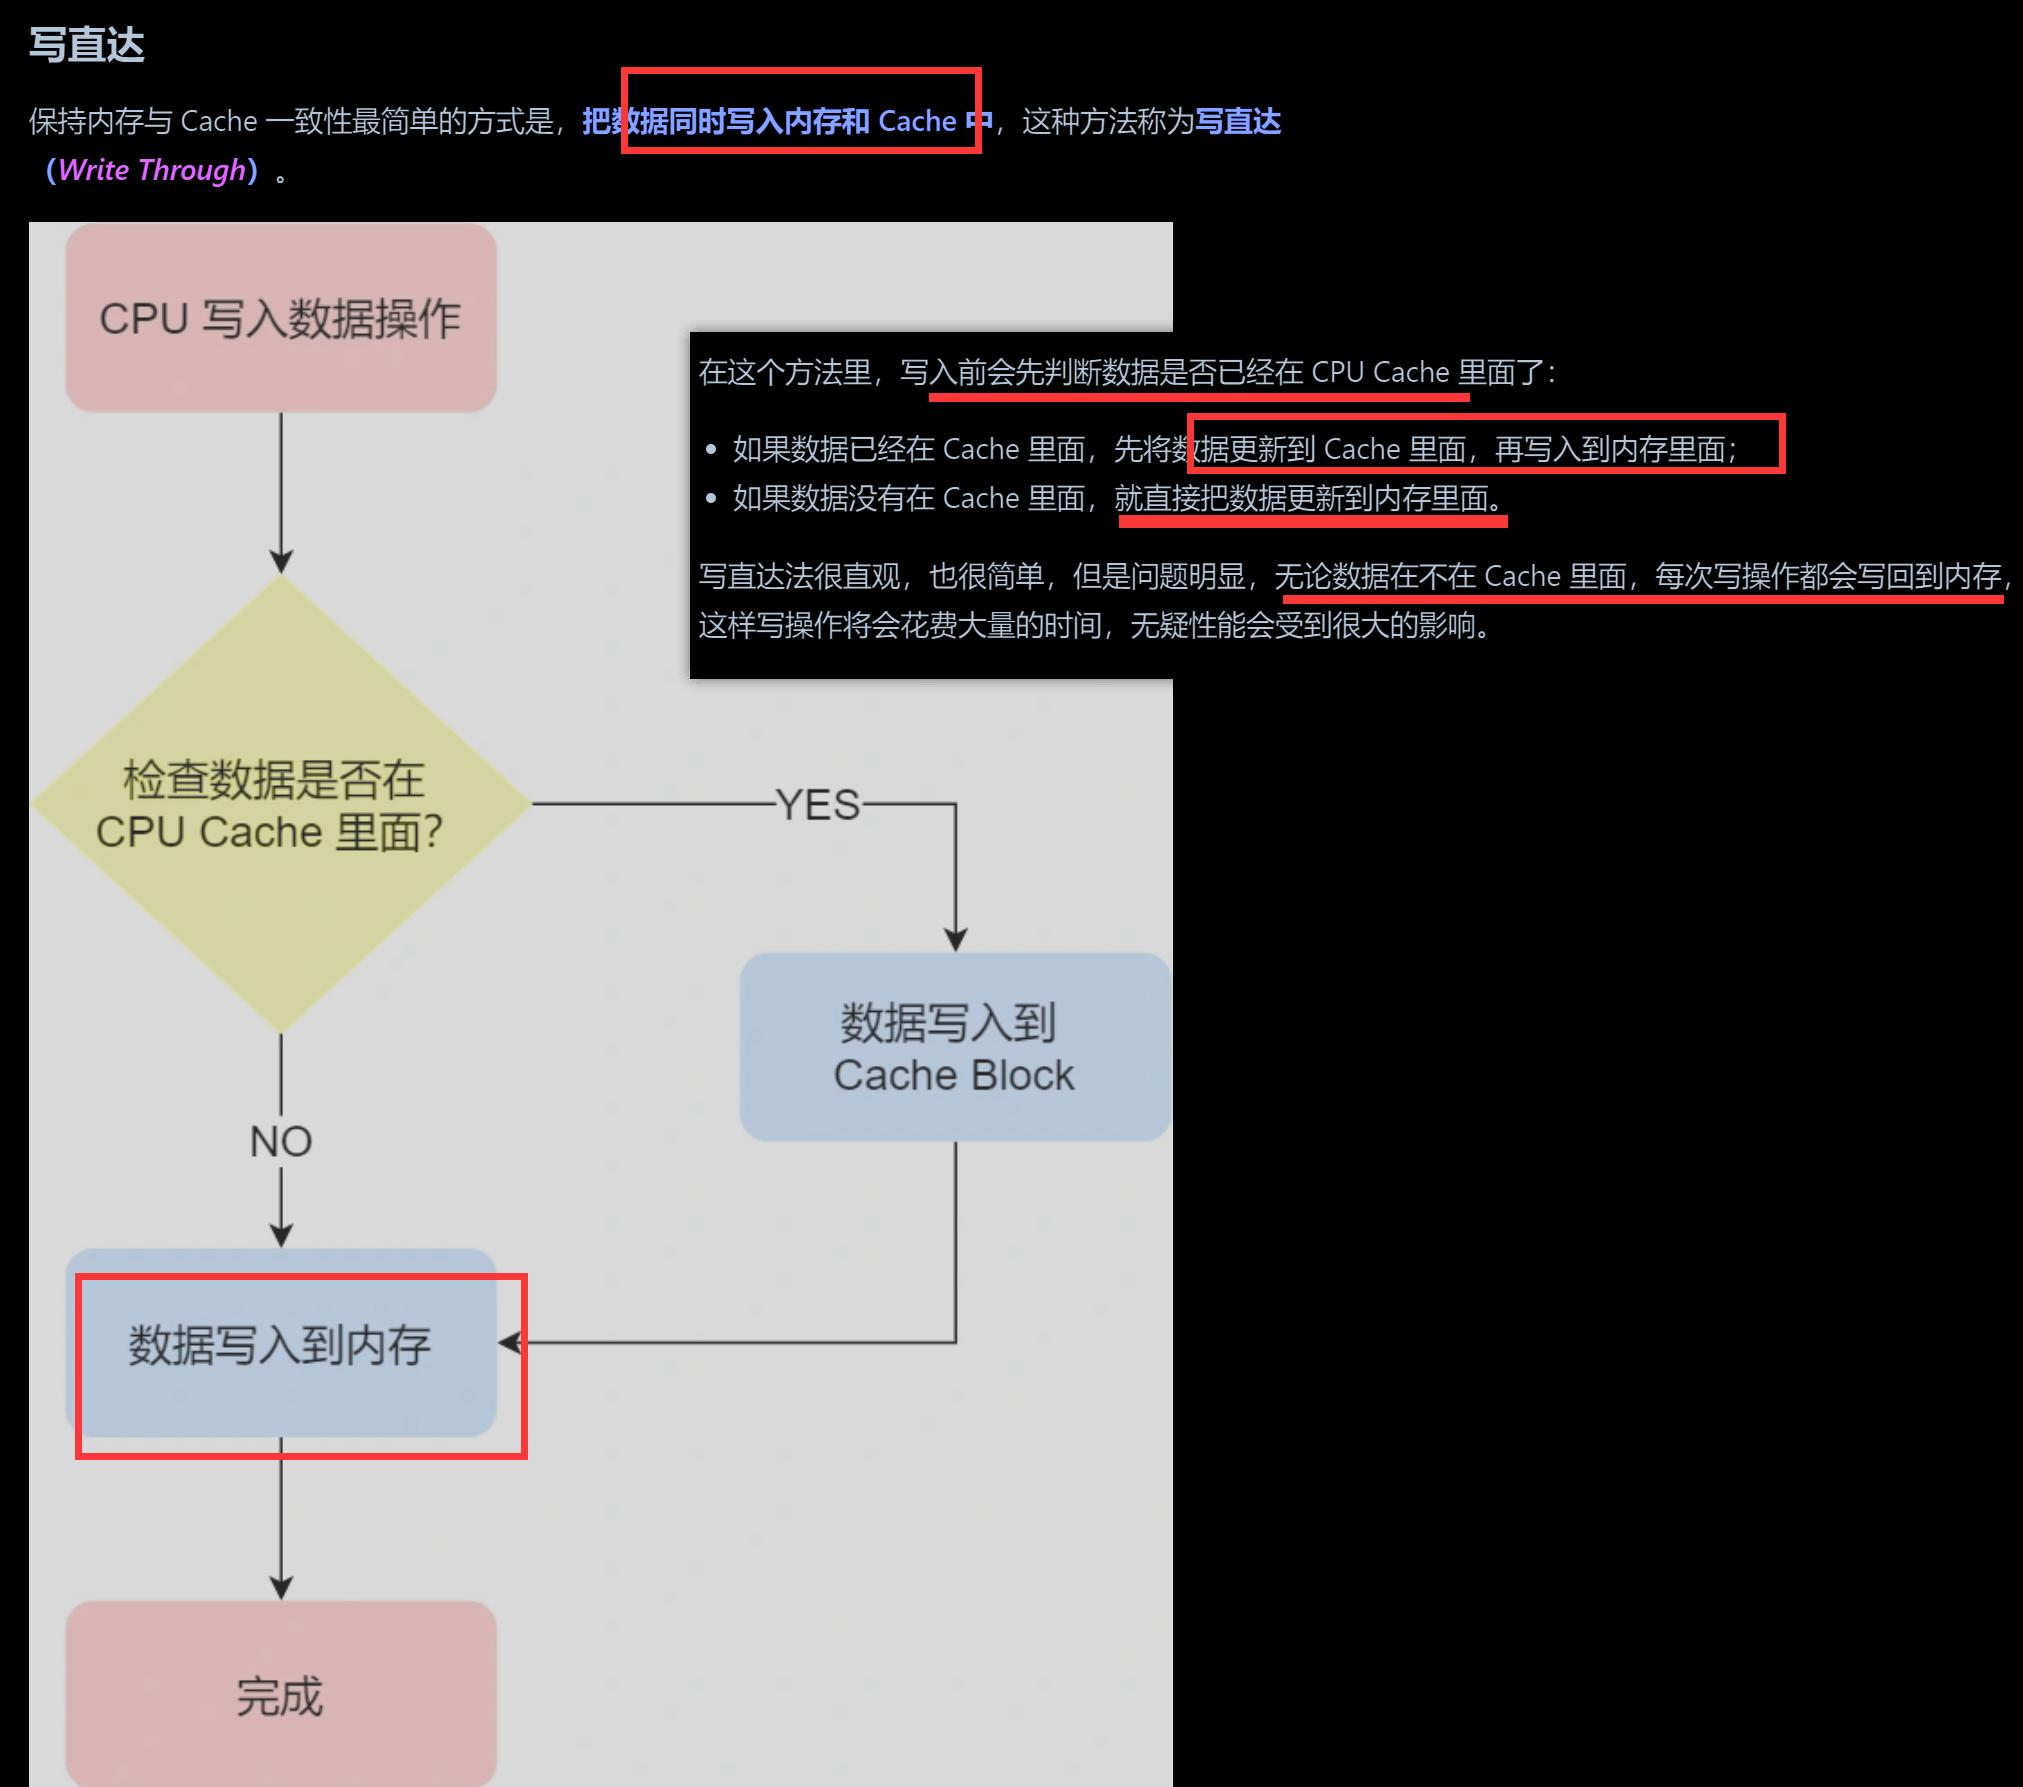 写直达
保持内存与 Cache 一致性最简单的方式是，把数据同时写入内存和 Cache 中，这种方法称为写直达
（Write Through）。
CPU 写入数据操作
在这个方法里，写入前会先判断数据是否已经在 CPU Cache 里面了：
• 如果数据已经在 Cache 里面，先将数据更新到 Cache 里面，再写入到内存里面；
• 如果数据没有在 Cache 里面，就直接把数据更新到内存里面。
写直达法很直观，也很简单，但是问题明显，无论数据在不在 Cache 里面，每次写操作都会写回到内存，
这样写操作将会花费大量的时间，无疑性能会受到很大的影响。
检查数据是否在
CPU Cache 里面？
YES
数据写入到
Cache Block
NO
数据写入到内存
完成